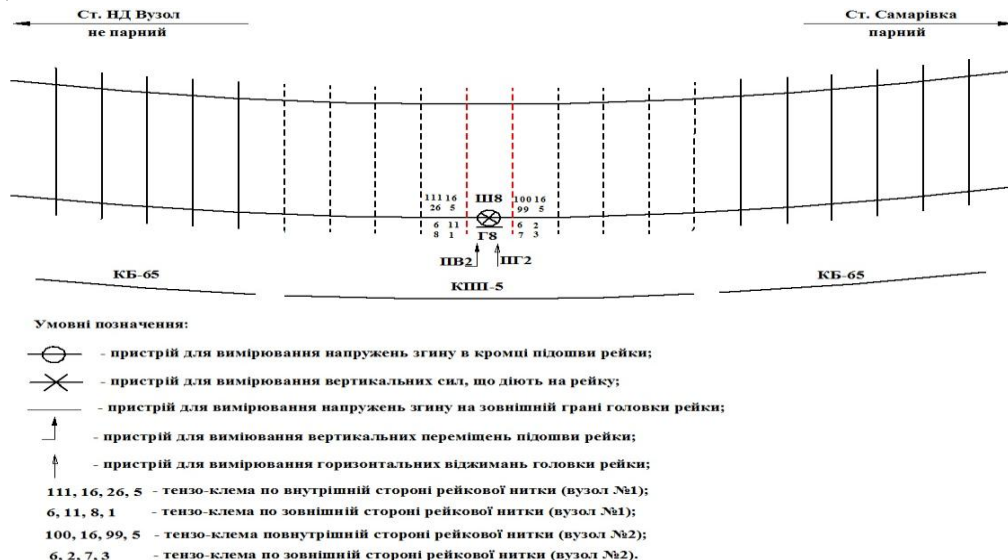 Ст. НД Вузол
не парний
Ст. Самарівка
парний
111 16
26 5
Ш8
100 16
99 5
6 11
8 1
Г8
6 2
7 3
ПВ2
ПГ2
КБ-65
КПП-5
КБ-65
Умовні позначення:
- пристрій для вимірювання напружень згину в кромці підошви рейки;
- пристрій для вимірювання вертикальних сил, що діють на рейку;
- пристрій для вимірювання напружень згину на зовнішній грані головки рейки;
- пристрій для виміювання вертикальних переміщень підошви рейки;
- пристрій для вимірювання горизонтальних віджимань головки рейки;
111, 16, 26, 5 - тензо-клема по внутрішній стороні рейкової нитки (вузол №1);
6, 11, 8, 1 - тензо-клема по зовнішній стороні рейкової нитки (вузол №1);
100, 16, 99, 5 - тензо-клема повнутрішній стороні рейкової нитки (вузол №2);
6, 2, 7, 3 - тензо-клема по зовнішній стороні рейкової нитки (вузол №2).